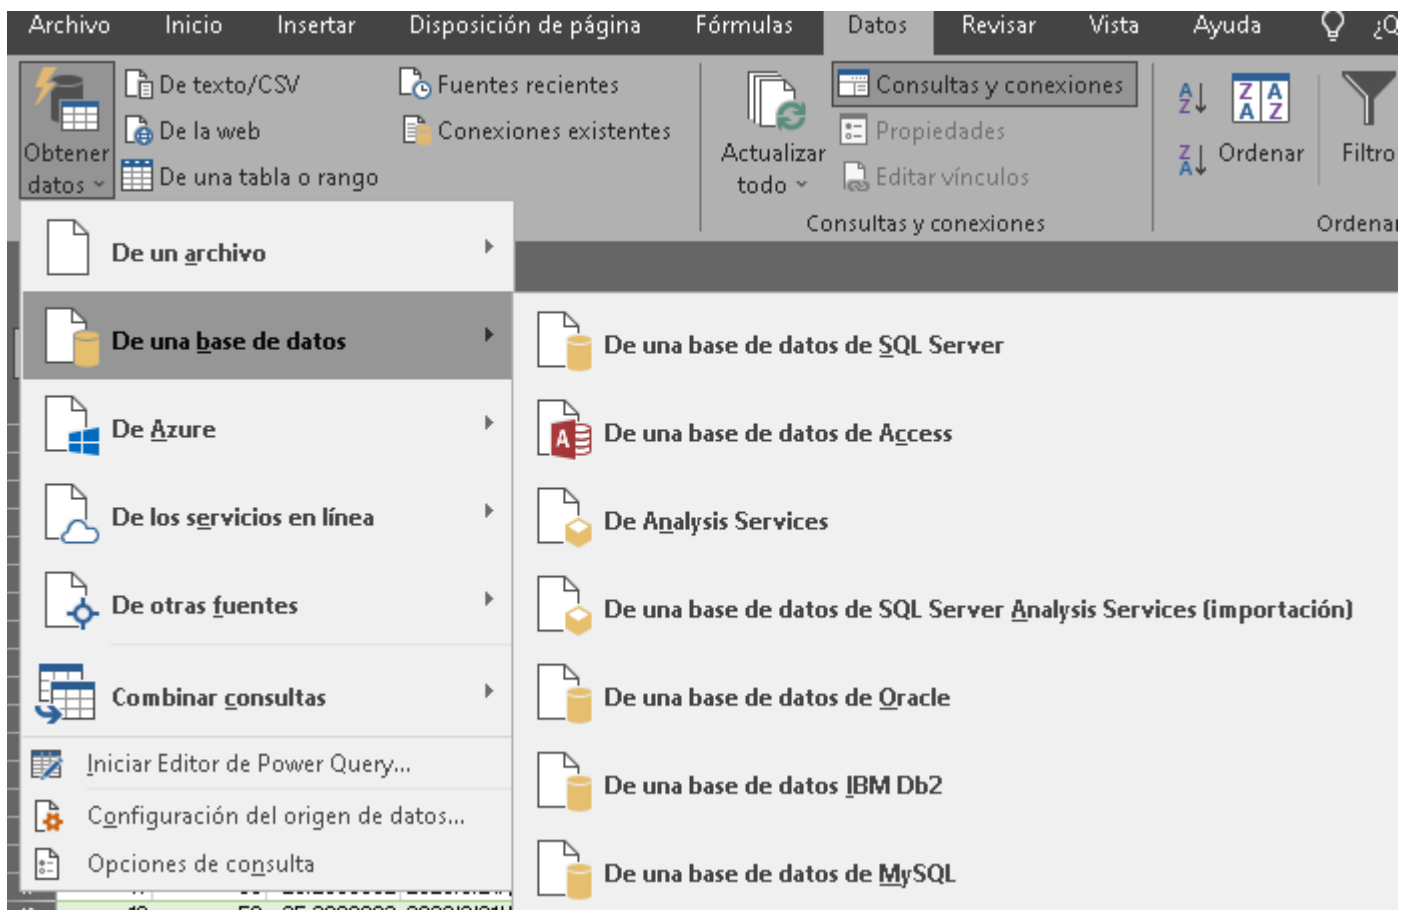 Archivo Inicio Insertar Disposición de página Fórmulas Datos Revisar Vista Ayuda
De texto/CSV
De la web
De una tabla o rango
Obtener
datos
Fuentes recientes
Conexiones existentes
Actualizar
todo
Consultas y conexiones
Propiedades
Editar vínculos
Consultas y conexiones
Ordenar
Filtro
De un archivo
De una base de datos
De Azure
De los servicios en línea
De otras fuentes
Combinar consultas
Iniciar Editor de Power Query...
Configuración del origen de datos...
Opciones de consulta
De una base de datos de SQL Server
De una base de datos de Access
De Analysis Services
De una base de datos de SQL Server Analysis Services (importación)
De una base de datos de Oracle
De una base de datos IBM Db2
De una base de datos de MySQL